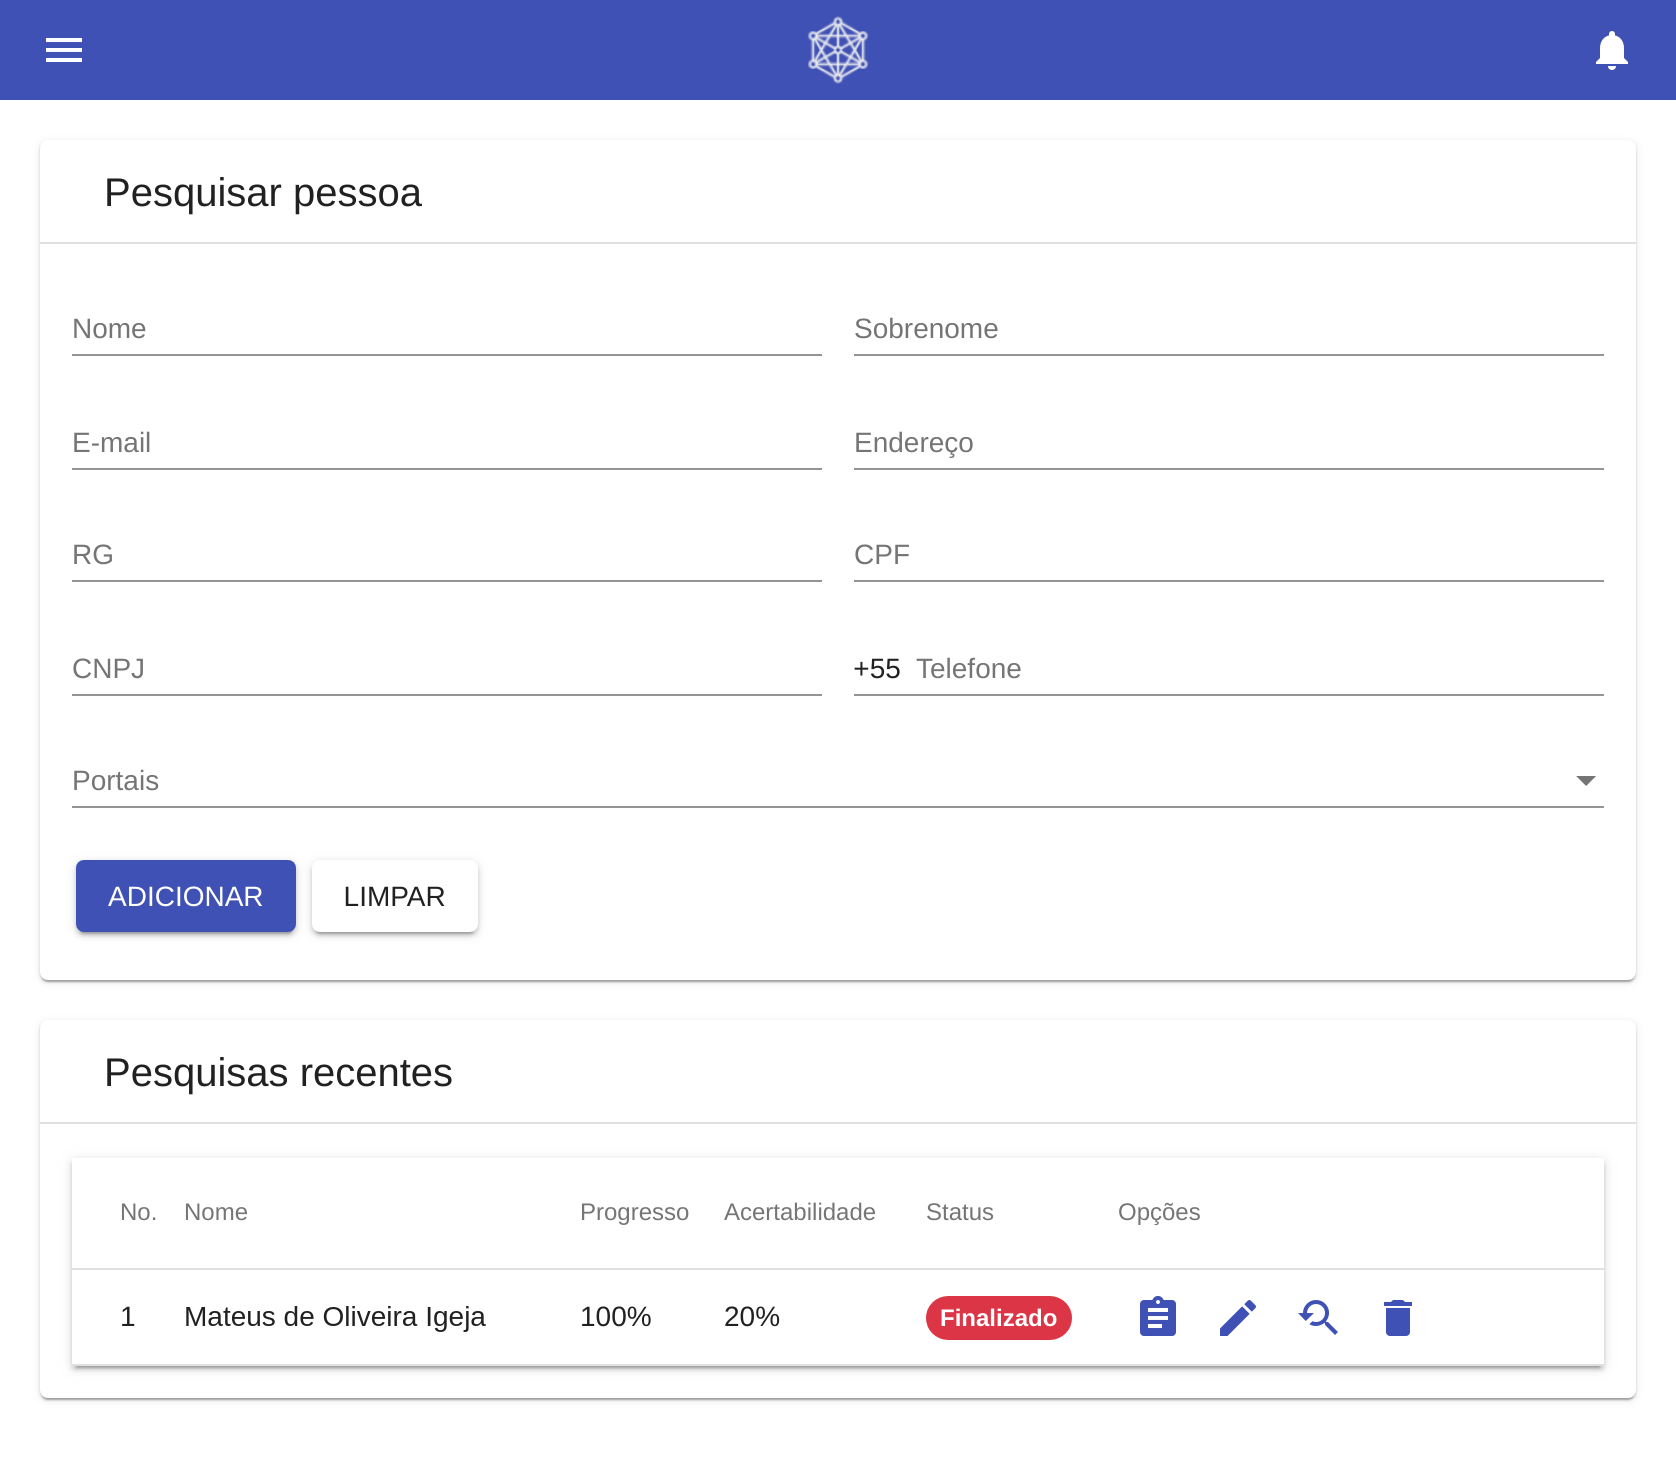 Pesquisar pessoa
Nome
Sobrenome
E-mail
Endereço
RG
CPF
CNPJ
+55 Telefone
Portais
ADICIONAR
LIMPAR
Pesquisas recentes
No. Nome Progresso Acertabilidade Status Opções
1 Mateus de Oliveira Igeja 100% 20% Finalizado